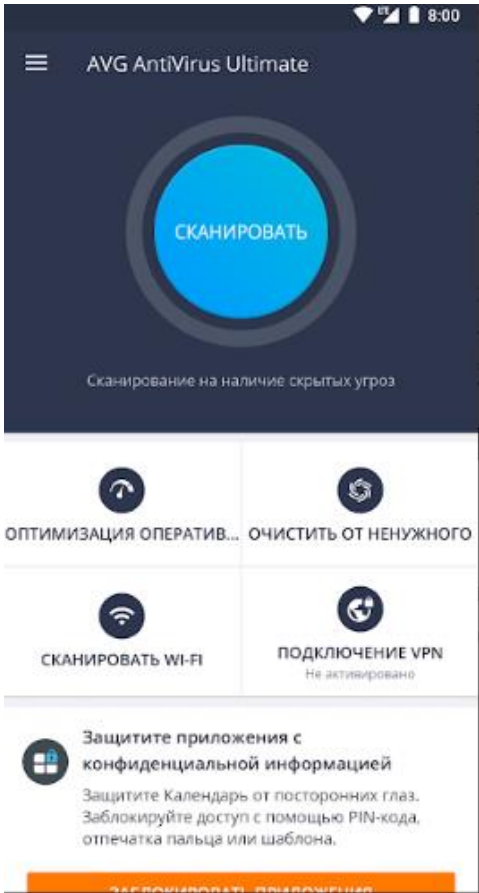 8:00
AVG AntiVirus Ultimate
СКАНИРОВАТЬ
Сканирование на наличие скрытых угроз
ОПТИМИЗАЦИЯ ОПЕРАТИВ...
ОЧИСТИТЬ ОТ НЕНУЖНОГО
СКАНИРОВАТЬ WI-FI
ПОДКЛЮЧЕНИЕ VPN
Не активировано
Защитите приложения с
конфиденциальной информацией
Защитите Календарь от посторонних глаз.
Заблокируйте доступ с помощью PIN-кода,
отпечатка пальца или шаблона.
ЗАБЛОКИРОВАТЬ ПРИЛОЖЕНИЯ